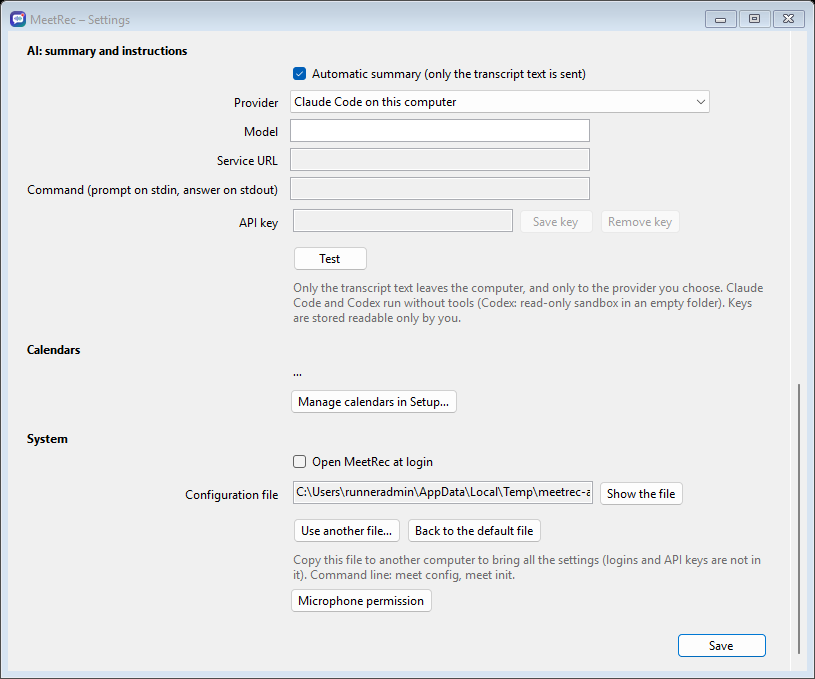 MeetRec – Settings
AI: summary and instructions
Automatic summary (only the transcript text is sent)
Provider
Claude Code on this computer
Model
Service URL
Command (prompt on stdin, answer on stdout)
API key
Save key
Remove key
Test
Only the transcript text leaves the computer, and only to the provider you choose. Claude
Code and Codex run without tools (Codex: read-only sandbox in an empty folder). Keys
are stored readable only by you.
Calendars
...
Manage calendars in Setup...
System
Open MeetRec at login
Configuration file
C:\Users\runneradmin\AppData\Local\Temp\meetrec-a
Show the file
Use another file...
Back to the default file
Copy this file to another computer to bring all the settings (logins and API keys are not in
it). Command line: meet config, meet init.
Microphone permission
Save